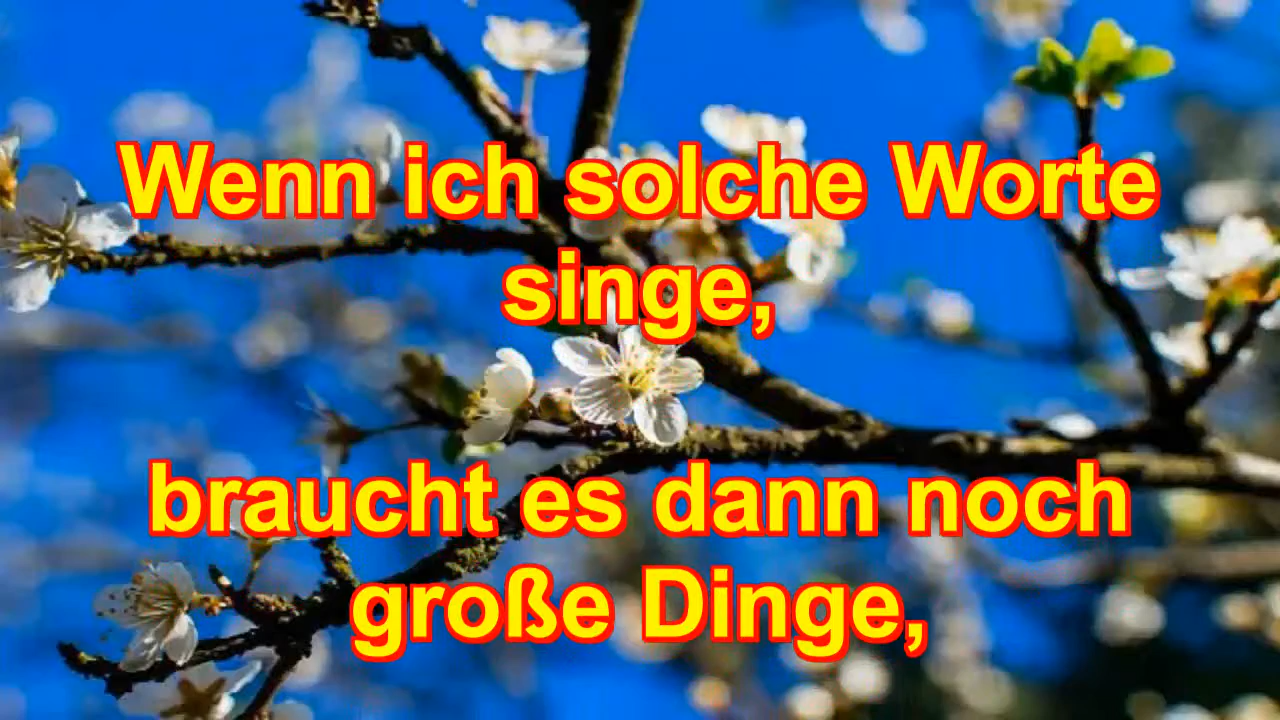 Wenn ich solche Worte
singe,
braucht es dann noch
große Dinge,